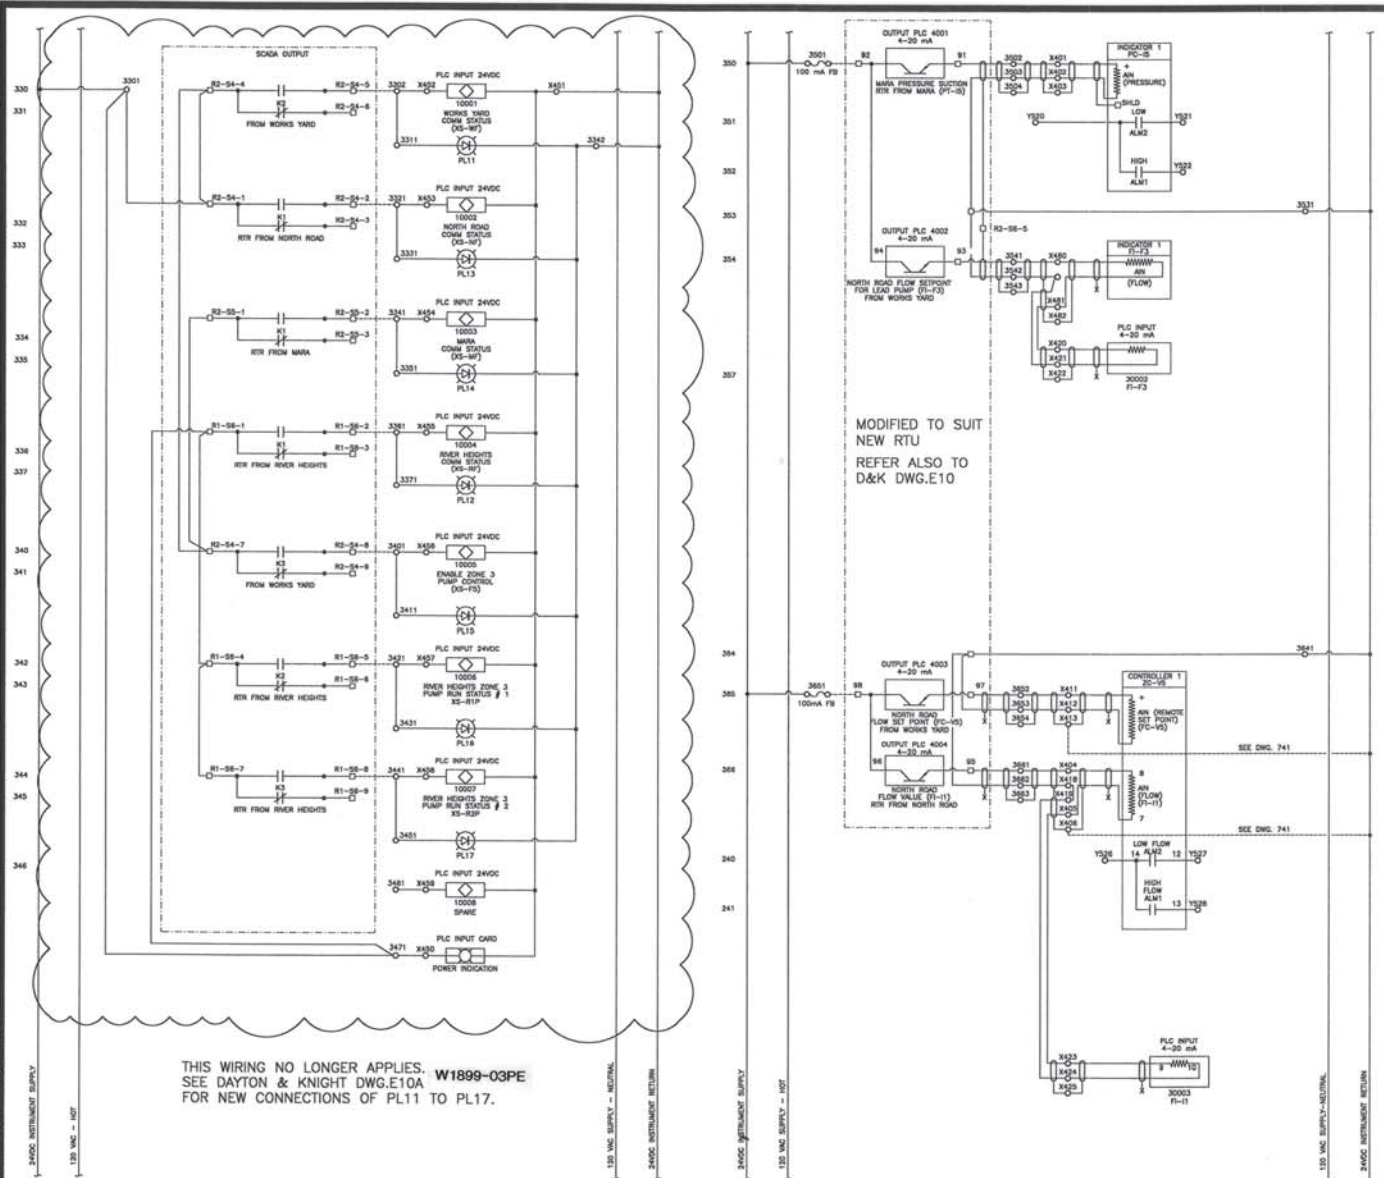 SCADA OUTPUT
330
331
3301
R2-S4-4
K2
FROM WORKS YARD
R2-S4-5
R2-S4-6
3302
X452
PLC INPUT 24VDC
10001
WORKS YARD
COMM STATUS
(XS-WF)
X451
3311
PL11
3342
332
333
R2-S4-1
K1
RTR FROM NORTH ROAD
R2-S4-2
R2-S4-3
3321
X453
PLC INPUT 24VDC
10002
NORTH ROAD
COMM STATUS
(XS-NF)
3331
PL13
334
335
R2-S5-1
K1
RTR FROM MARA
R2-S5-2
R2-S5-3
3341
X454
PLC INPUT 24VDC
10003
MARA
COMM STATUS
(XS-MF)
3351
PL14
336
337
R1-S6-1
K1
RTR FROM RIVER HEIGHTS
R1-S6-2
R1-S6-3
3361
X455
PLC INPUT 24VDC
10004
RIVER HEIGHTS
COMM STATUS
(XS-RF)
3371
PL12
340
341
R2-S4-7
K3
FROM WORKS YARD
R2-S4-8
R2-S4-9
3401
X456
PLC INPUT 24VDC
10005
ENABLE ZONE 3
PUMP CONTROL
(XS-FS)
3411
PL15
342
343
R1-S6-4
K2
RTR FROM RIVER HEIGHTS
R1-S6-5
R1-S6-6
3421
X457
PLC INPUT 24VDC
10006
RIVER HEIGHTS ZONE 3
PUMP RUN STATUS # 1
XS-R1P
3431
PL16
344
345
R1-S6-7
K3
RTR FROM RIVER HEIGHTS
R1-S6-8
R1-S6-9
3441
X458
PLC INPUT 24VDC
10007
RIVER HEIGHTS ZONE 3
PUMP RUN STATUS # 2
XS-R2P
3451
PL17
346
3461
X459
PLC INPUT 24VDC
10008
SPARE
3471
X450
PLC INPUT CARD
POWER INDICATION
THIS WIRING NO LONGER APPLIES.
SEE DAYTON & KNIGHT DWG.E10A W1899-03PE
FOR NEW CONNECTIONS OF PL11 TO PL17.
24VDC INSTRUMENT SUPPLY
120 VAC - HOT
120 VAC SUPPLY - NEUTRAL
24VDC INSTRUMENT RETURN
350
3501
100 mA FB
92
OUTPUT PLC 4001
4-20 mA
91
MARA PRESSURE SUCTION
RTR FROM MARA (PT-I5)
3502
3503
3504
X401
X402
X403
INDICATOR 1
PC-I5
+
AIN
(PRESSURE)
SHLD
351
Y520
LOW
ALM2
Y521
352
HIGH
ALM1
Y522
353
3531
R3-S6-5
354
OUTPUT PLC 4002
4-20 mA
94
93
NORTH ROAD FLOW SETPOINT
FOR LEAD PUMP (FI-F3)
FROM WORKS YARD
3541
3542
3543
X480
X481
X482
INDICATOR 1
FI-F3
AIN
(FLOW)
PLC INPUT
4-20 mA
X420
X421
X422
30002
FI-F3
357
MODIFIED TO SUIT
NEW RTU
REFER ALSO TO
D&K DWG.E10
364
3641
365
3651
100mA FB
98
OUTPUT PLC 4003
4-20 mA
97
NORTH ROAD
FLOW SET POINT (FC-V5)
FROM WORKS YARD
3652
3653
3654
X411
X412
X413
CONTROLLER 1
ZC-V5
+
AIN (REMOTE
SET POINT)
(FC-V5)
SEE DWG. 741
366
OUTPUT PLC 4004
4-20 mA
96
95
NORTH ROAD
FLOW VALUE (FI-I1)
RTR FROM NORTH ROAD
3661
3662
3663
X404
X418
X419
X405
X406
8
AIN
(FLOW)
(FI-I1)
7
SEE DWG. 741
240
Y526
14
LOW FLOW
ALM2
12
Y527
241
HIGH
FLOW
ALM1
13
Y528
PLC INPUT
4-20 mA
X423
X424
X425
9
10
30003
FI-I1
24VDC INSTRUMENT SUPPLY
120 VAC SUPPLY - HOT
120 VAC SUPPLY-NEUTRAL
24VDC INSTRUMENT RETURN